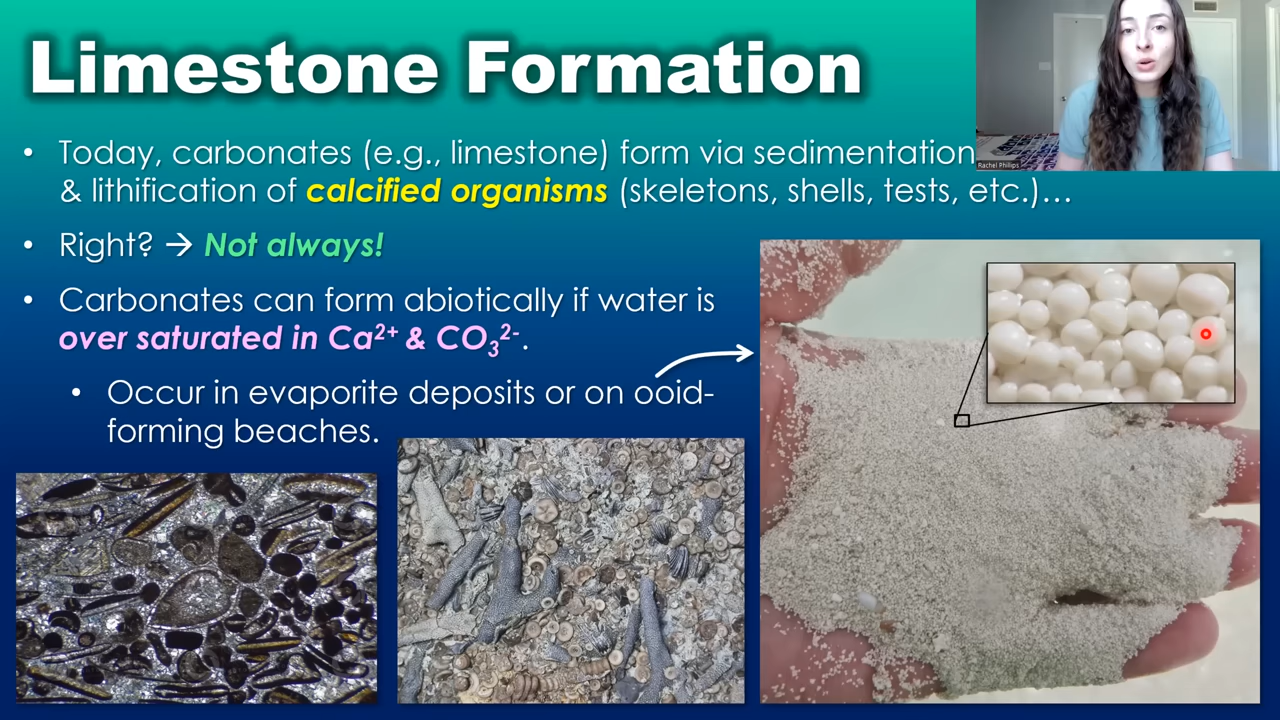 Limestone Formation
• Today, carbonates (e.g., limestone) form via sedimentation
& lithification of calcified organisms (skeletons, shells, tests, etc.)…
• Right? → Not always!
• Carbonates can form abiotically if water is
over saturated in Ca²⁺ & CO₃²⁻.
• Occur in evaporite deposits or on ooid-
forming beaches.
Rachel Phillips